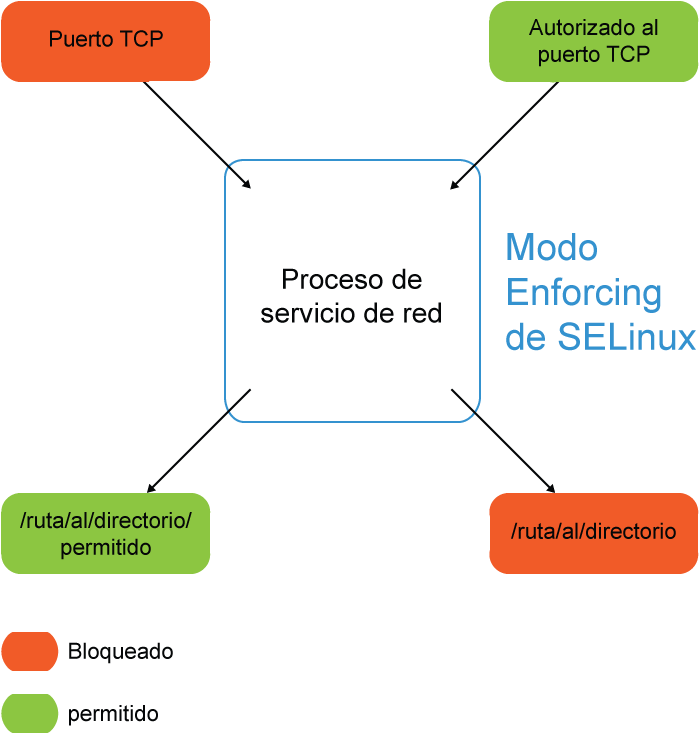 Puerto TCP
Autorizado al
puerto TCP
Proceso de
servicio de red
Modo
Enforcing
de SELinux
/ruta/al/directorio/
permitido
/ruta/al/directorio
Bloqueado
permitido